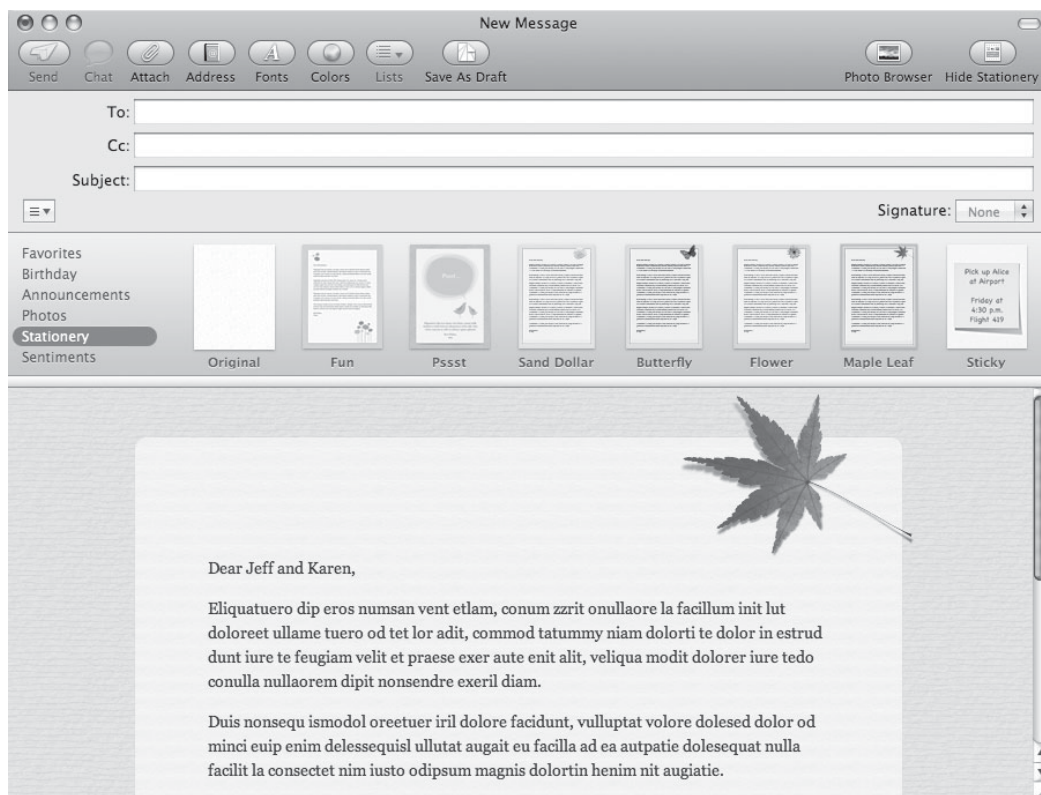 New Message
Send Chat Attach Address Fonts Colors Lists Save As Draft Photo Browser Hide Stationery
To:
Cc:
Subject:
Signature: None
Favorites
Birthday
Announcements
Photos
Stationery
Sentiments
Pick up Alice
at Airport
Friday at
4:30 p.m.
Flight 419
Original Fun Pssst Sand Dollar Butterfly Flower Maple Leaf Sticky
Dear Jeff and Karen,
Eliquatuero dip eros numsan vent etlam, conum zzrit onullaore la facillum init lut
doloreet ullame tuero od tet lor adit, commod tatummy niam dolorti te dolor in estrud
dunt iure te feugiam velit et praese exer aute enit alit, veliqua modit dolorer iure tedo
conulla nullaorem dipit nonsendre exeril diam.
Duis nonsequ ismodol oreetuer iril dolore facidunt, vulluptat volore dolesed dolor od
minci euip enim delessequisl ullutat augait eu facilla ad ea autpatie dolesequat nulla
facilit la consectet nim iusto odipsum magnis dolortin henim nit augiatie.